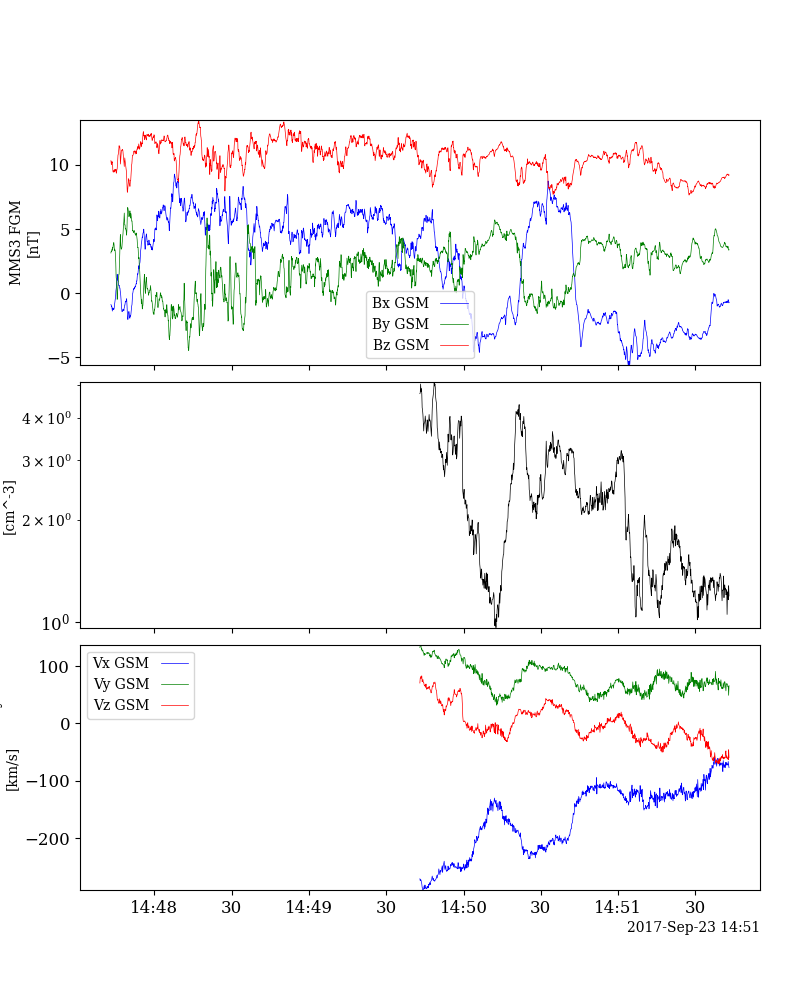 10
5
0
−5
MMS3 FGM
[nT]
Bx GSM
By GSM
Bz GSM
4 × 10⁰
3 × 10⁰
2 × 10⁰
10⁰
[cm^-3]
100
0
−100
−200
[km/s]
Vx GSM
Vy GSM
Vz GSM
14:48 30 14:49 30 14:50 30 14:51 30
2017-Sep-23 14:51